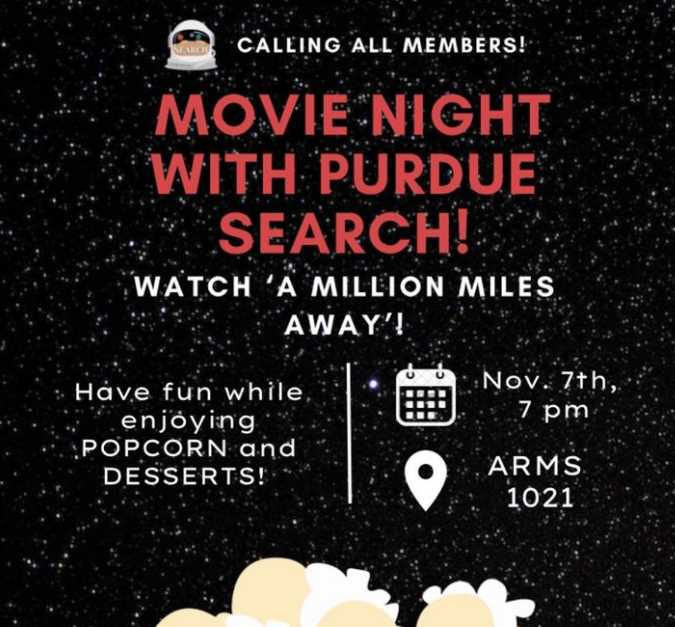 SEARCH
CALLING ALL MEMBERS!
MOVIE NIGHT
WITH PURDUE
SEARCH!
WATCH ‘A MILLION MILES
AWAY’!
Have fun while
enjoying
POPCORN and
DESSERTS!
Nov. 7th,
7 pm
ARMS
1021